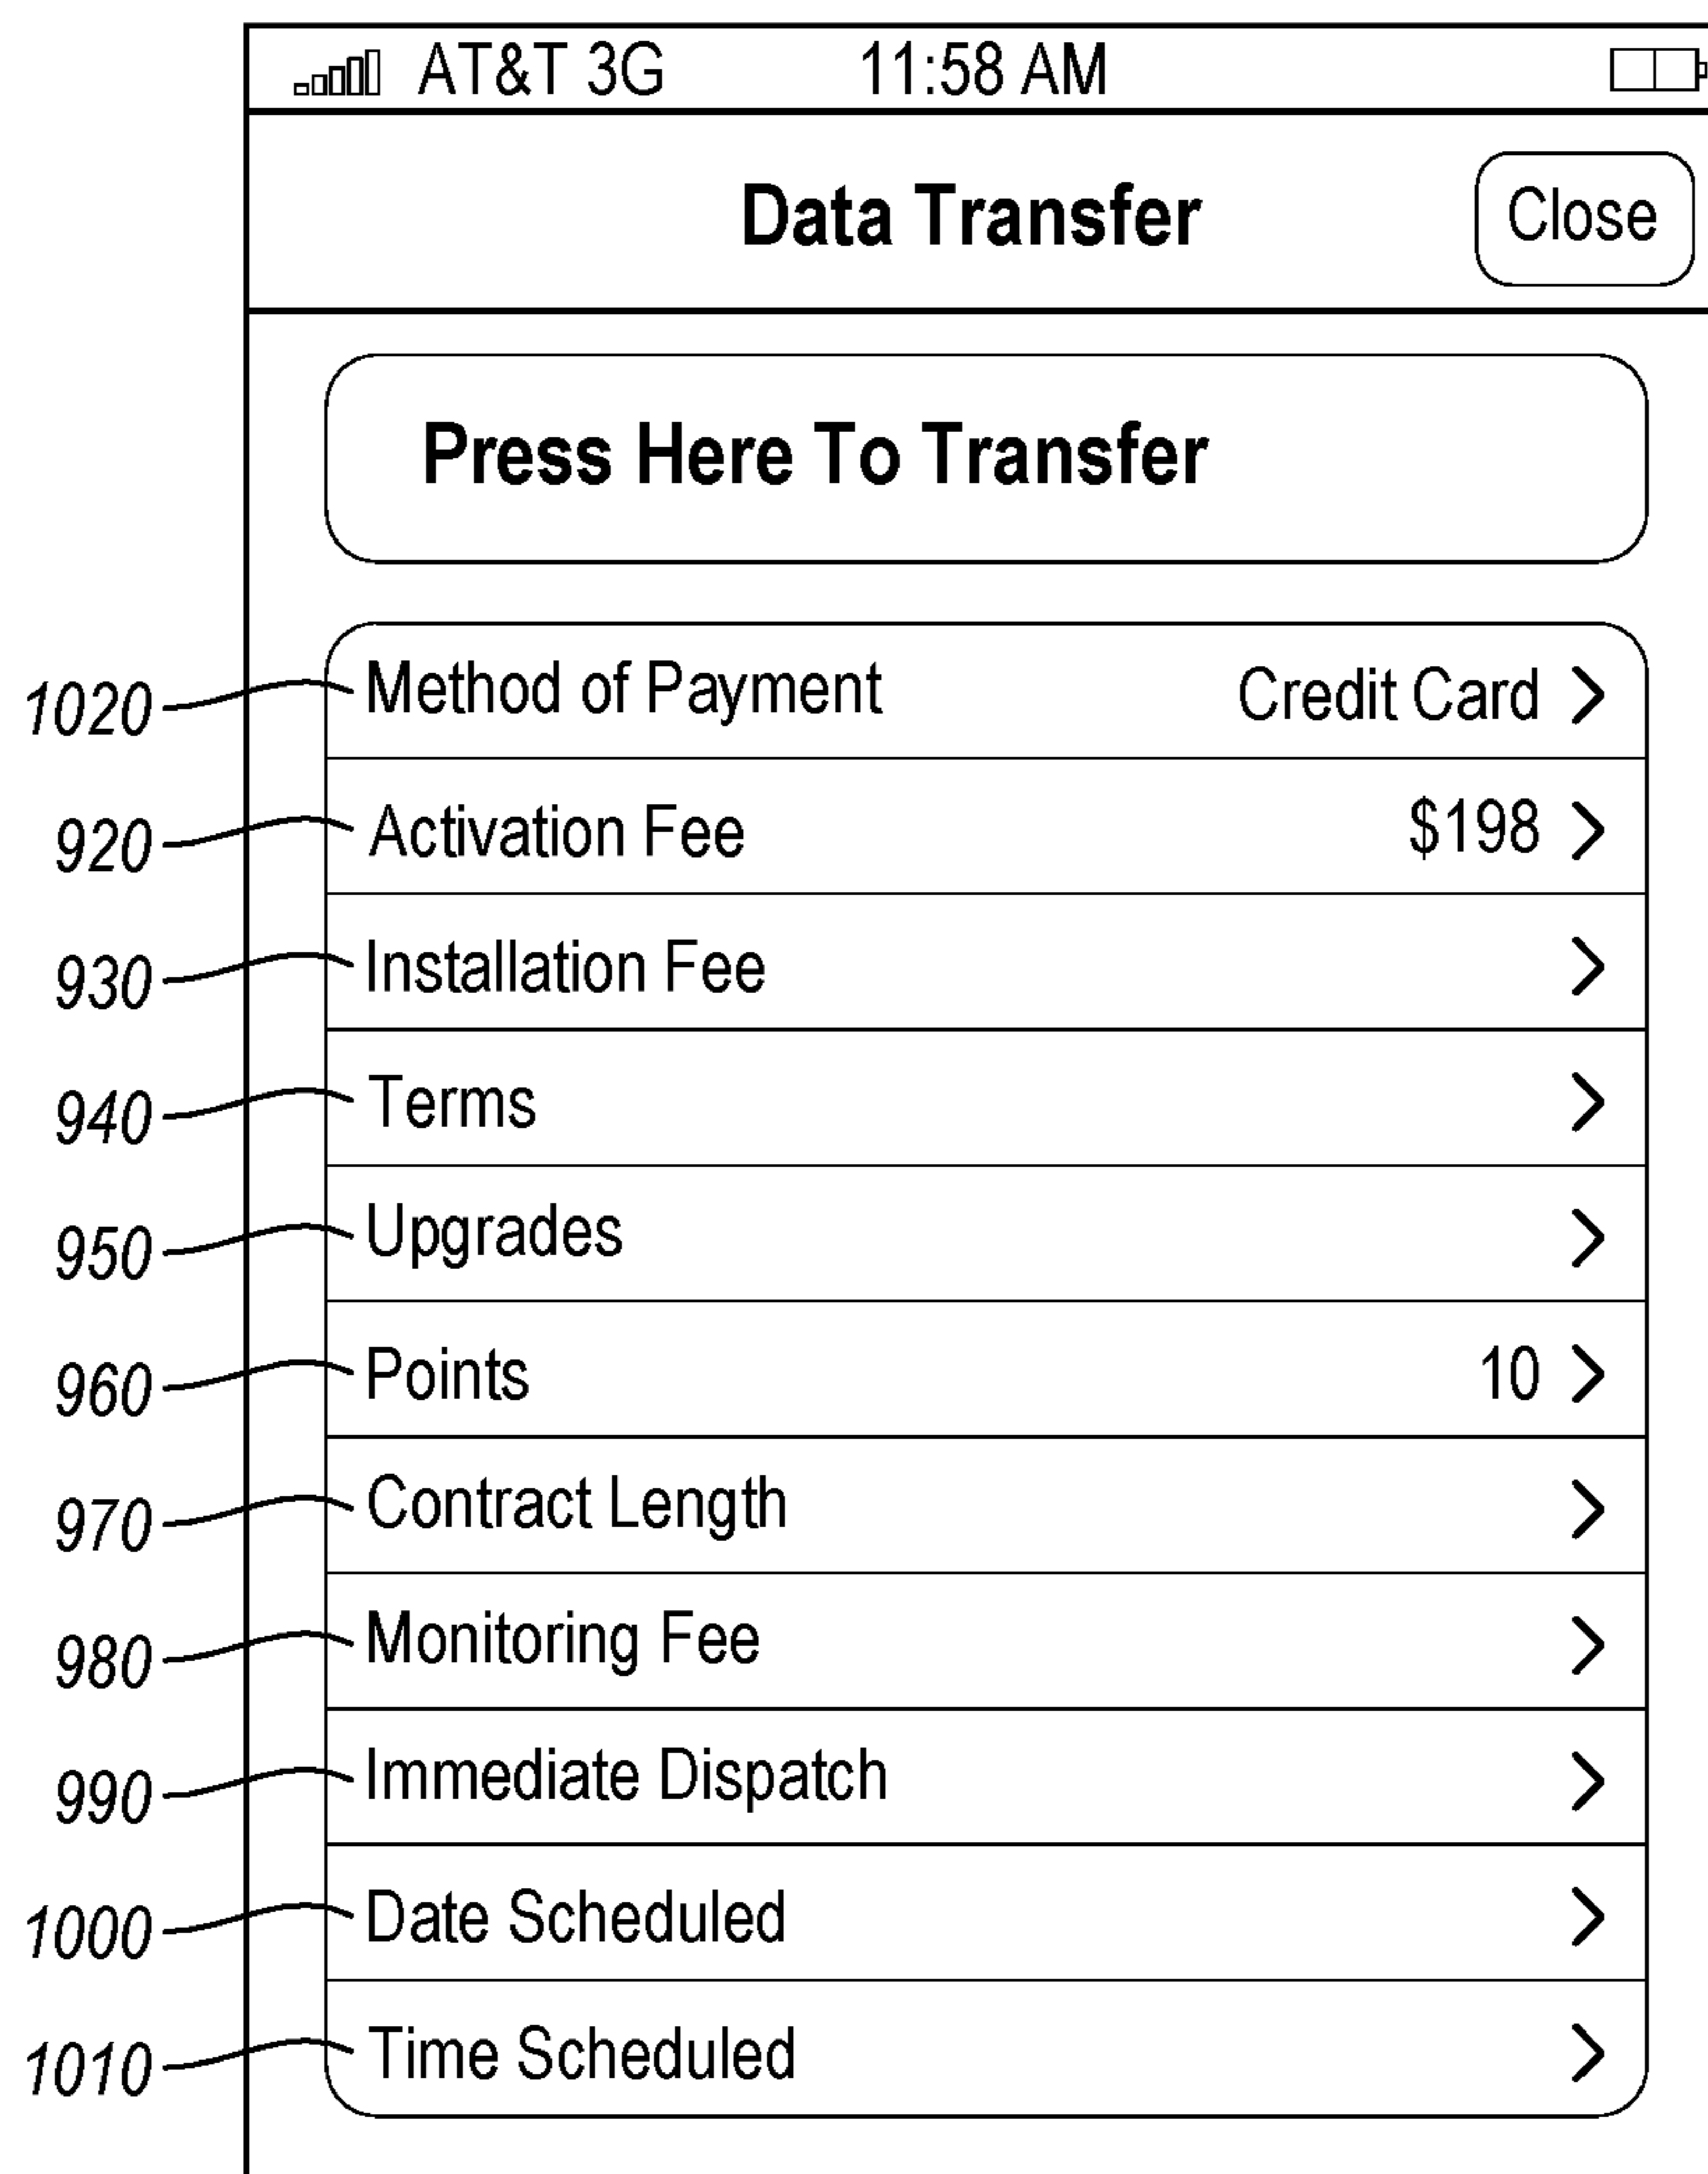 AT&T 3G 11:58 AM
Data Transfer Close
Press Here To Transfer
1020 Method of Payment Credit Card >
920 Activation Fee $198 >
930 Installation Fee >
940 Terms >
950 Upgrades >
960 Points 10 >
970 Contract Length >
980 Monitoring Fee >
990 Immediate Dispatch >
1000 Date Scheduled >
1010 Time Scheduled >